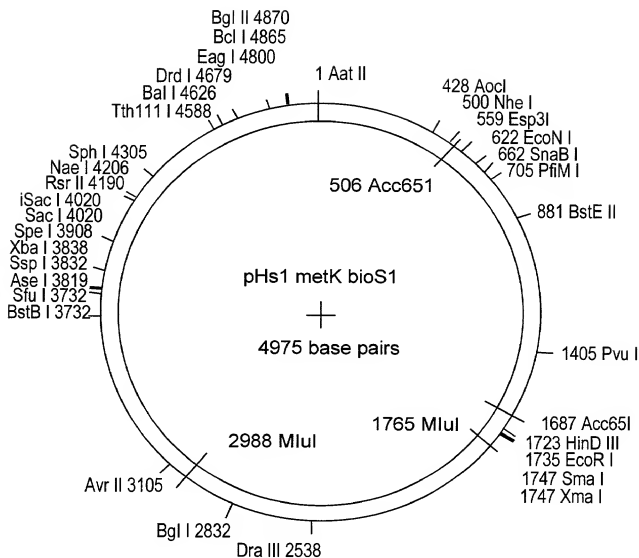 Bgl II 4870
Bcl I 4865
Eag I 4800
Drd I 4679
Bal I 4626
Tth111 I 4588
1 Aat II
428 AocI
500 Nhe I
559 Esp3I
622 EcoN I
662 SnaB I
705 PflM I
506 Acc651
881 BstE II
Sph I 4305
Nae I 4206
Rsr II 4190
iSac I 4020
Sac I 4020
Spe I 3908
Xba I 3838
Ssp I 3832
Ase I 3819
Sfu I 3732
BstB I 3732
pHs1 metK bioS1
4975 base pairs
1405 Pvu I
1765 MluI
1687 Acc65I
1723 HinD III
1735 EcoR I
1747 Sma I
1747 Xma I
2988 MluI
Avr II 3105
Bgl I 2832
Dra III 2538